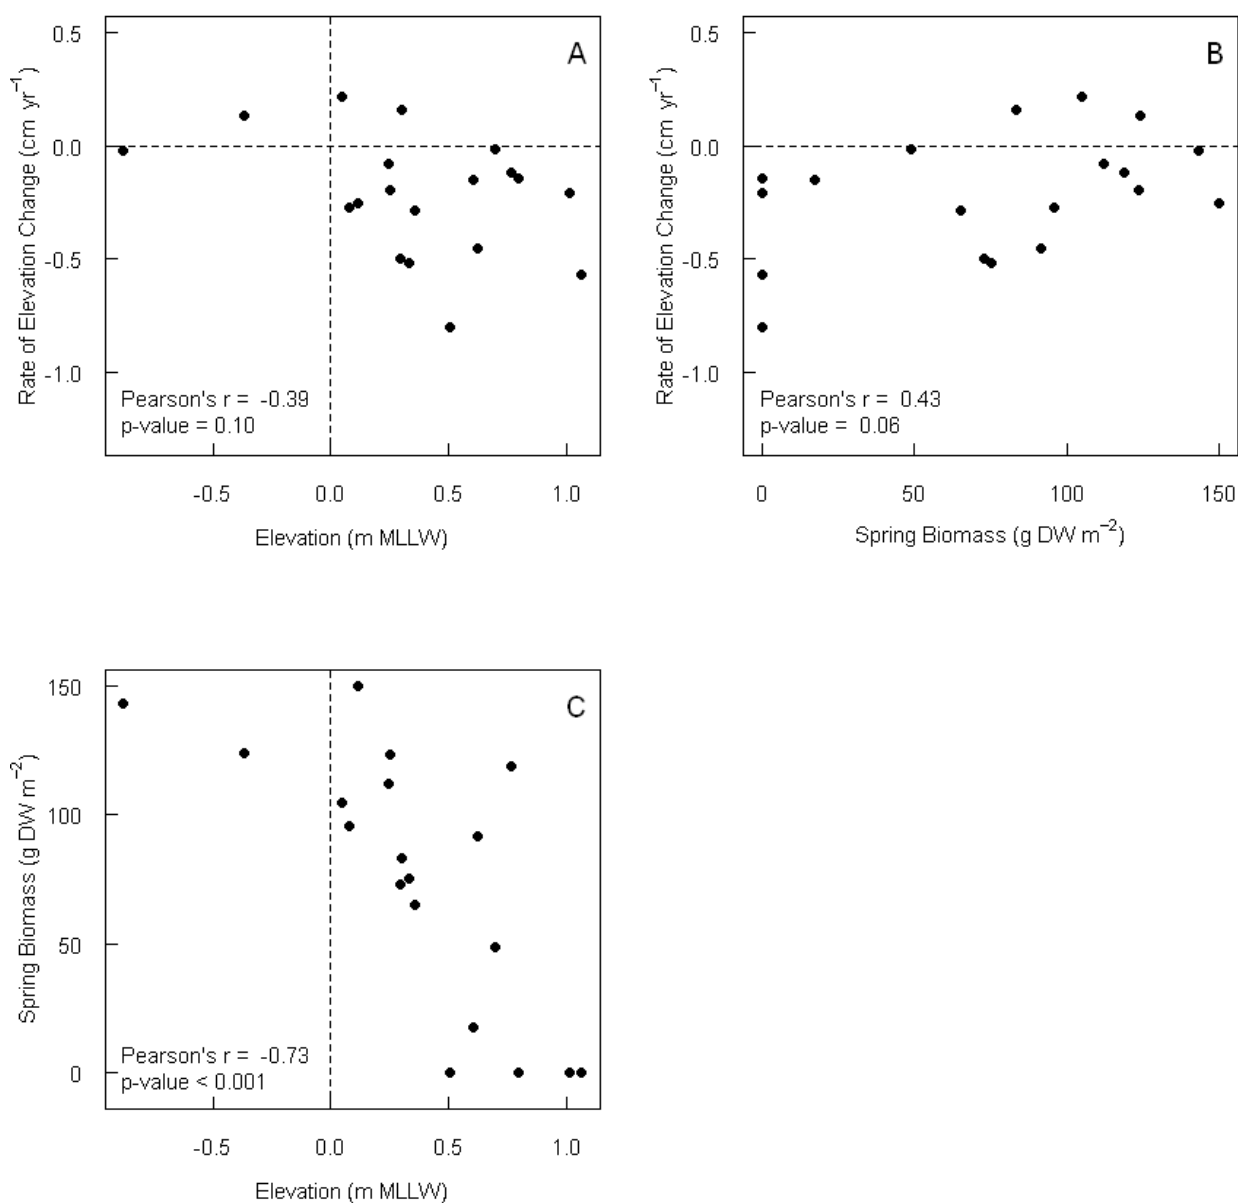 A
0.5
0.0
-0.5
-1.0
Rate of Elevation Change (cm yr⁻¹)
Pearson's r = -0.39
p-value = 0.10
-0.5 0.0 0.5 1.0
Elevation (m MLLW)
B
0.5
0.0
-0.5
-1.0
Rate of Elevation Change (cm yr⁻¹)
Pearson's r = 0.43
p-value = 0.06
0 50 100 150
Spring Biomass (g DW m⁻²)
C
150
100
50
0
Spring Biomass (g DW m⁻²)
Pearson's r = -0.73
p-value < 0.001
-0.5 0.0 0.5 1.0
Elevation (m MLLW)